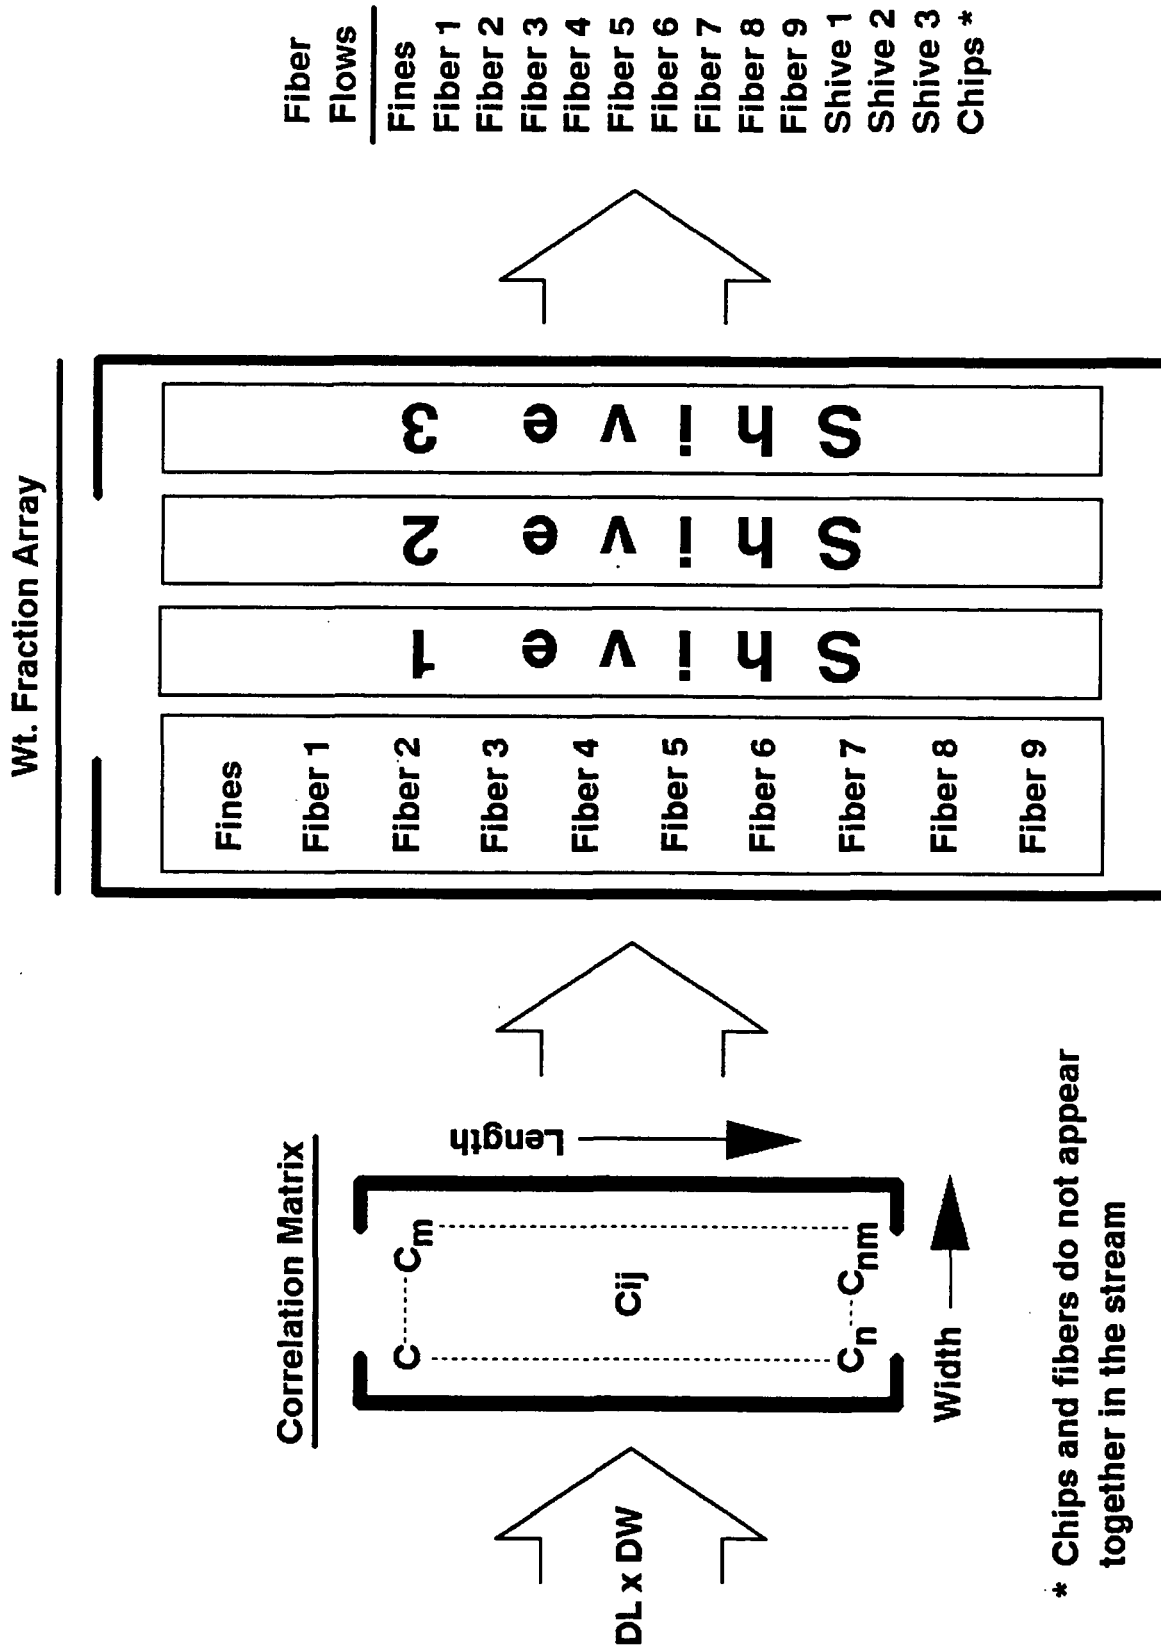 DL x DW
Correlation Matrix
C Cm
Cij
Cn Cnm
Length
Width
Wt. Fraction Array
Fines
Fiber 1
Fiber 2
Fiber 3
Fiber 4
Fiber 5
Fiber 6
Fiber 7
Fiber 8
Fiber 9
Shive 1
Shive 2
Shive 3
Fiber
Flows
Fines
Fiber 1
Fiber 2
Fiber 3
Fiber 4
Fiber 5
Fiber 6
Fiber 7
Fiber 8
Fiber 9
Shive 1
Shive 2
Shive 3
Chips *
* Chips and fibers do not appear
together in the stream